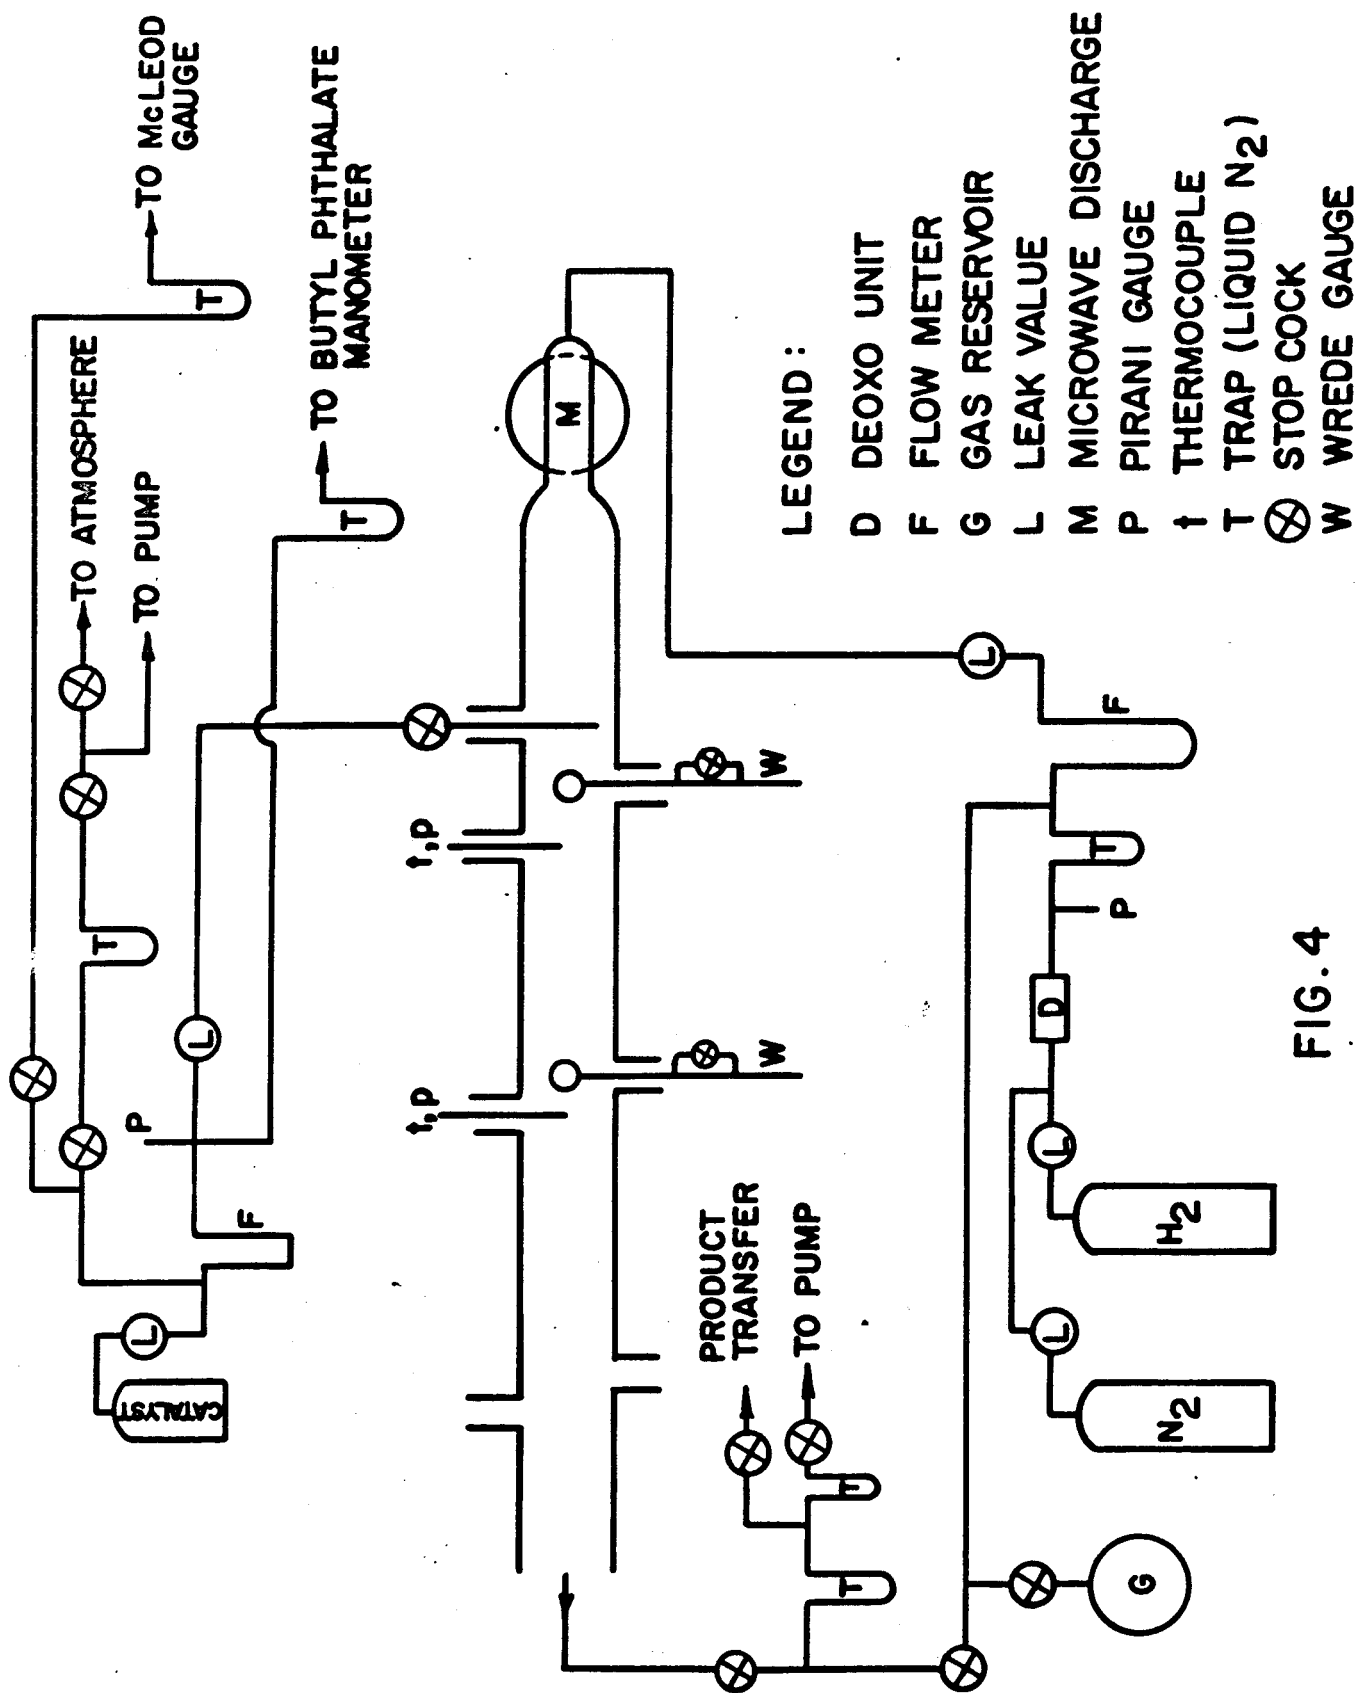 TO McLEOD
GAUGE
TO ATMOSPHERE
TO PUMP
TO BUTYL PHTHALATE
MANOMETER
T
T
T
P
L
F
L
CATALYST
M
t,p
t,p
W
W
PRODUCT
TRANSFER
TO PUMP
T
T
L
F
T
P
D
L
H2
L
N2
G
LEGEND:
D DEOXO UNIT
F FLOW METER
G GAS RESERVOIR
L LEAK VALUE
M MICROWAVE DISCHARGE
P PIRANI GAUGE
t THERMOCOUPLE
T TRAP (LIQUID N2)
STOP COCK
W WREDE GAUGE
FIG. 4